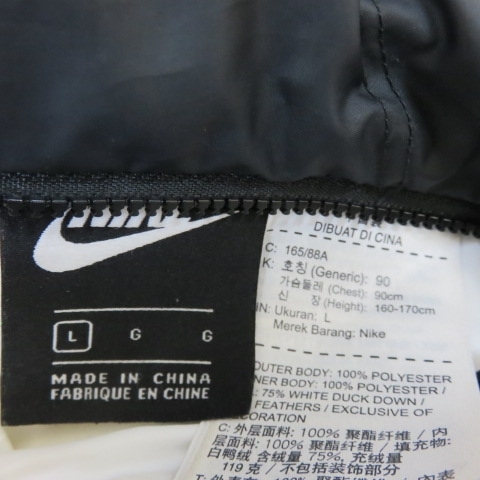 L G G
MADE IN CHINA
FABRIQUE EN CHINE
DIBUAT DI CINA
C: 165/88A
K: 호칭 (Generic): 90
가슴둘레 (Chest): 90cm
신 장 (Height): 160-170cm
IN: Ukuran: L
Merek Barang: Nike
OUTER BODY: 100% POLYESTER
NER BODY: 100% POLYESTER /
: 75% WHITE DUCK DOWN /
FEATHERS / EXCLUSIVE OF
ECORATION
C: 外层面料: 100% 聚酯纤维 / 内
层面料: 100% 聚酯纤维 / 填充物:
白鸭绒 含绒量 75%, 充绒量
119 克 / 不包括装饰部分